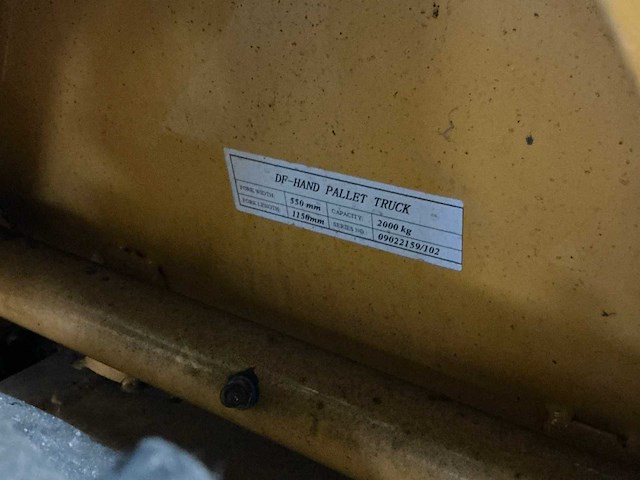 DF-HAND PALLET TRUCK
FORK WIDTH: 550 mm CAPACITY: 2000 kg
FORK LENGTH: 1150mm SERIES NO. 09022159/102